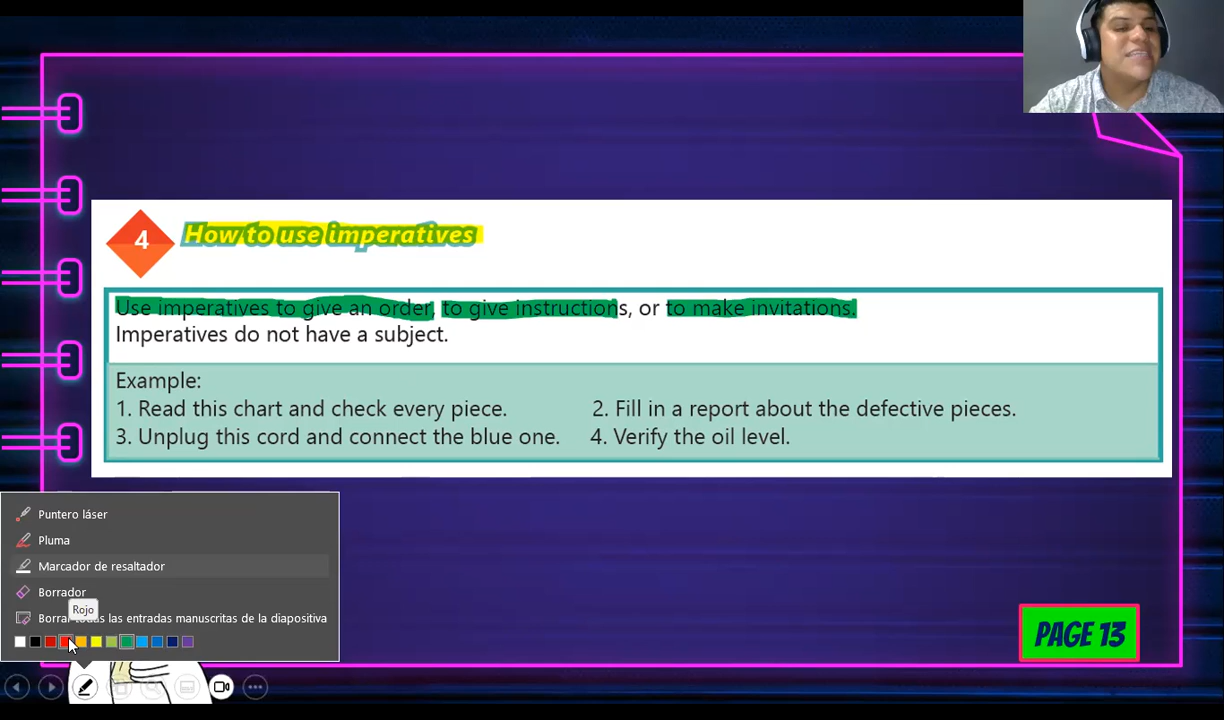 4 How to use imperatives
Use imperatives to give an order, to give instructions, or to make invitations.
Imperatives do not have a subject.
Example:
1. Read this chart and check every piece. 2. Fill in a report about the defective pieces.
3. Unplug this cord and connect the blue one. 4. Verify the oil level.
Puntero láser
Pluma
Marcador de resaltador
Borrador
Rojo
Borrar todas las entradas manuscritas de la diapositiva
PAGE 13